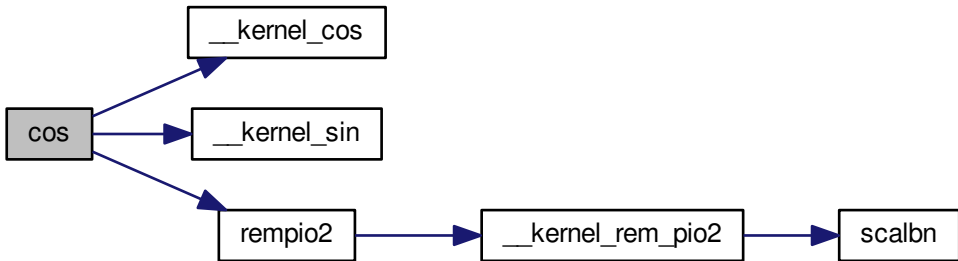 __kernel_cos
cos
__kernel_sin
rempio2
__kernel_rem_pio2
scalbn